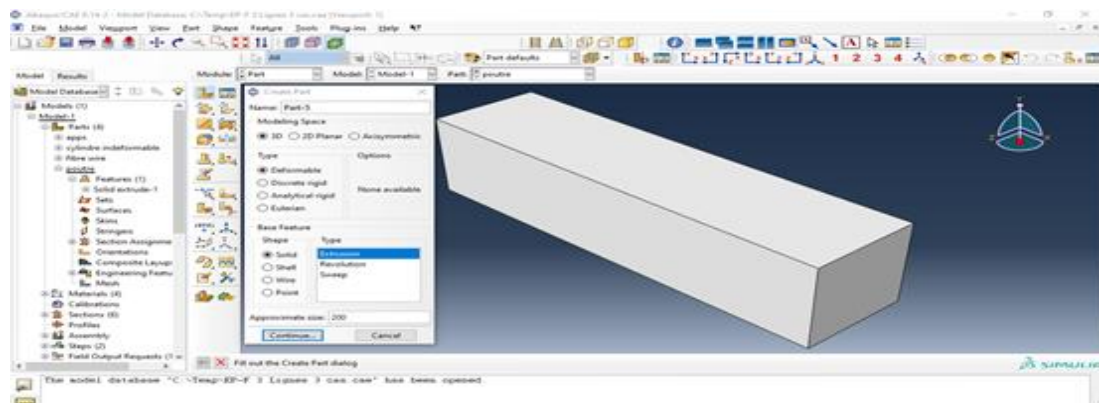 Abaqus/CAE 6.14-2 - Model Database: C:\Temp\EP-F 3 Lignes 3 cas.cae [Viewport: 1]
File Model Viewport View Part Shape Feature Tools Plug-ins Help
All Part defaults 1 2 3 4
Model Results Module: Part Model: Model-1 Part: poutre
Model Database
Models (1)
Model-1
Parts (4)
apps
cylindre indeformable
fibre wire
poutre
Features (1)
Solid extrude-1
Sets
Surfaces
Skins
Stringers
Section Assignme
Orientations
Composite Layup
Engineering Featu
Mesh
Materials (4)
Calibrations
Sections (6)
Profiles
Assembly
Steps (2)
Field Output Requests (1
Create Part
Name: Part-5
Modeling Space
3D 2D Planar Axisymmetric
Type Options
Deformable
Discrete rigid
Analytical rigid
Eulerian
None available
Base Feature
Shape Type
Solid
Shell
Wire
Point
Extrusion
Revolution
Sweep
Approximate size: 200
Continue... Cancel
Fill out the Create Part dialog
SIMULIA
The model database "C:\Temp\EP-F 3 Lignes 3 cas.cae" has been opened.